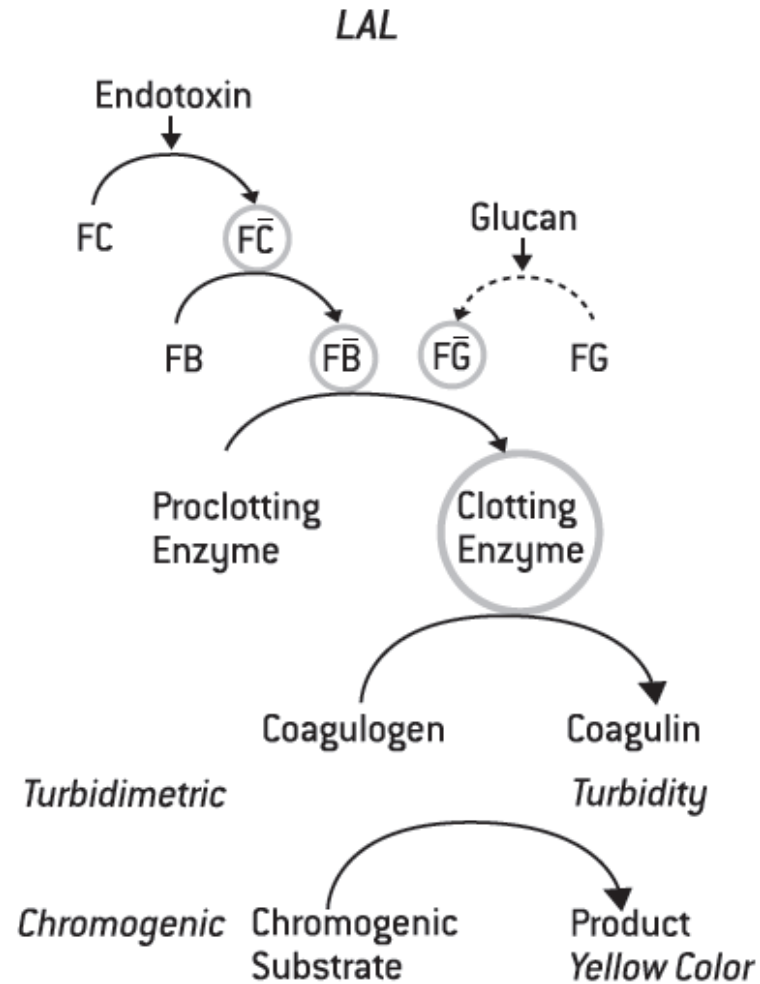 LAL
Endotoxin
FC
FC̅
Glucan
FB
FB̅
FG̅
FG
Proclotting
Enzyme
Clotting
Enzyme
Coagulogen
Coagulin
Turbidimetric
Turbidity
Chromogenic
Chromogenic
Substrate
Product
Yellow Color